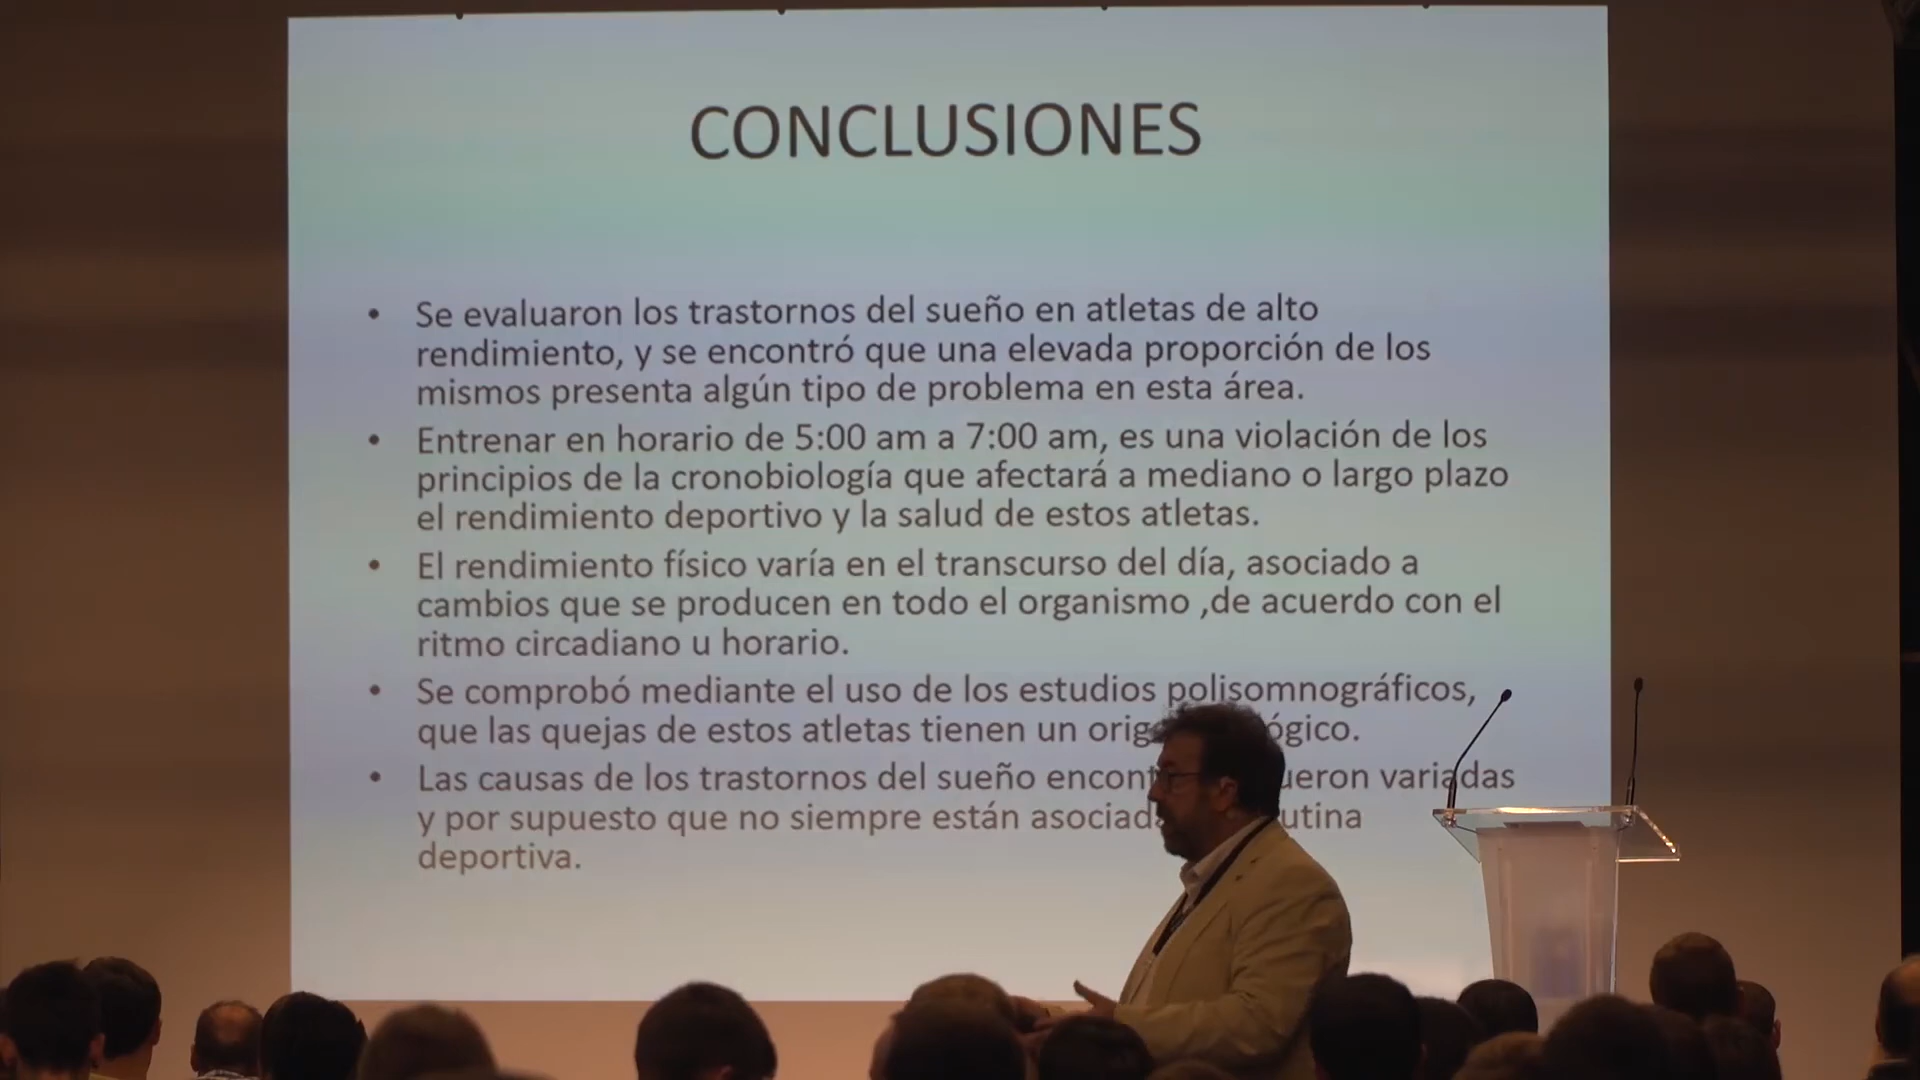 CONCLUSIONES
• Se evaluaron los trastornos del sueño en atletas de alto
rendimiento, y se encontró que una elevada proporción de los
mismos presenta algún tipo de problema en esta área.
• Entrenar en horario de 5:00 am a 7:00 am, es una violación de los
principios de la cronobiología que afectará a mediano o largo plazo
el rendimiento deportivo y la salud de estos atletas.
• El rendimiento físico varía en el transcurso del día, asociado a
cambios que se producen en todo el organismo ,de acuerdo con el
ritmo circadiano u horario.
• Se comprobó mediante el uso de los estudios polisomnográficos,
que las quejas de estos atletas tienen un
• Las causas de los trastornos del sueño variadas
y por supuesto que no siempre están
deportiva.